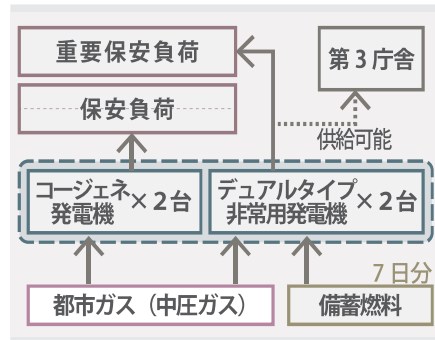 重要保安負荷
第3庁舎
保安負荷
供給可能
コージェネ
発電機
×2台
デュアルタイプ
非常用発電機
×2台
7日分
都市ガス（中圧ガス）
備蓄燃料